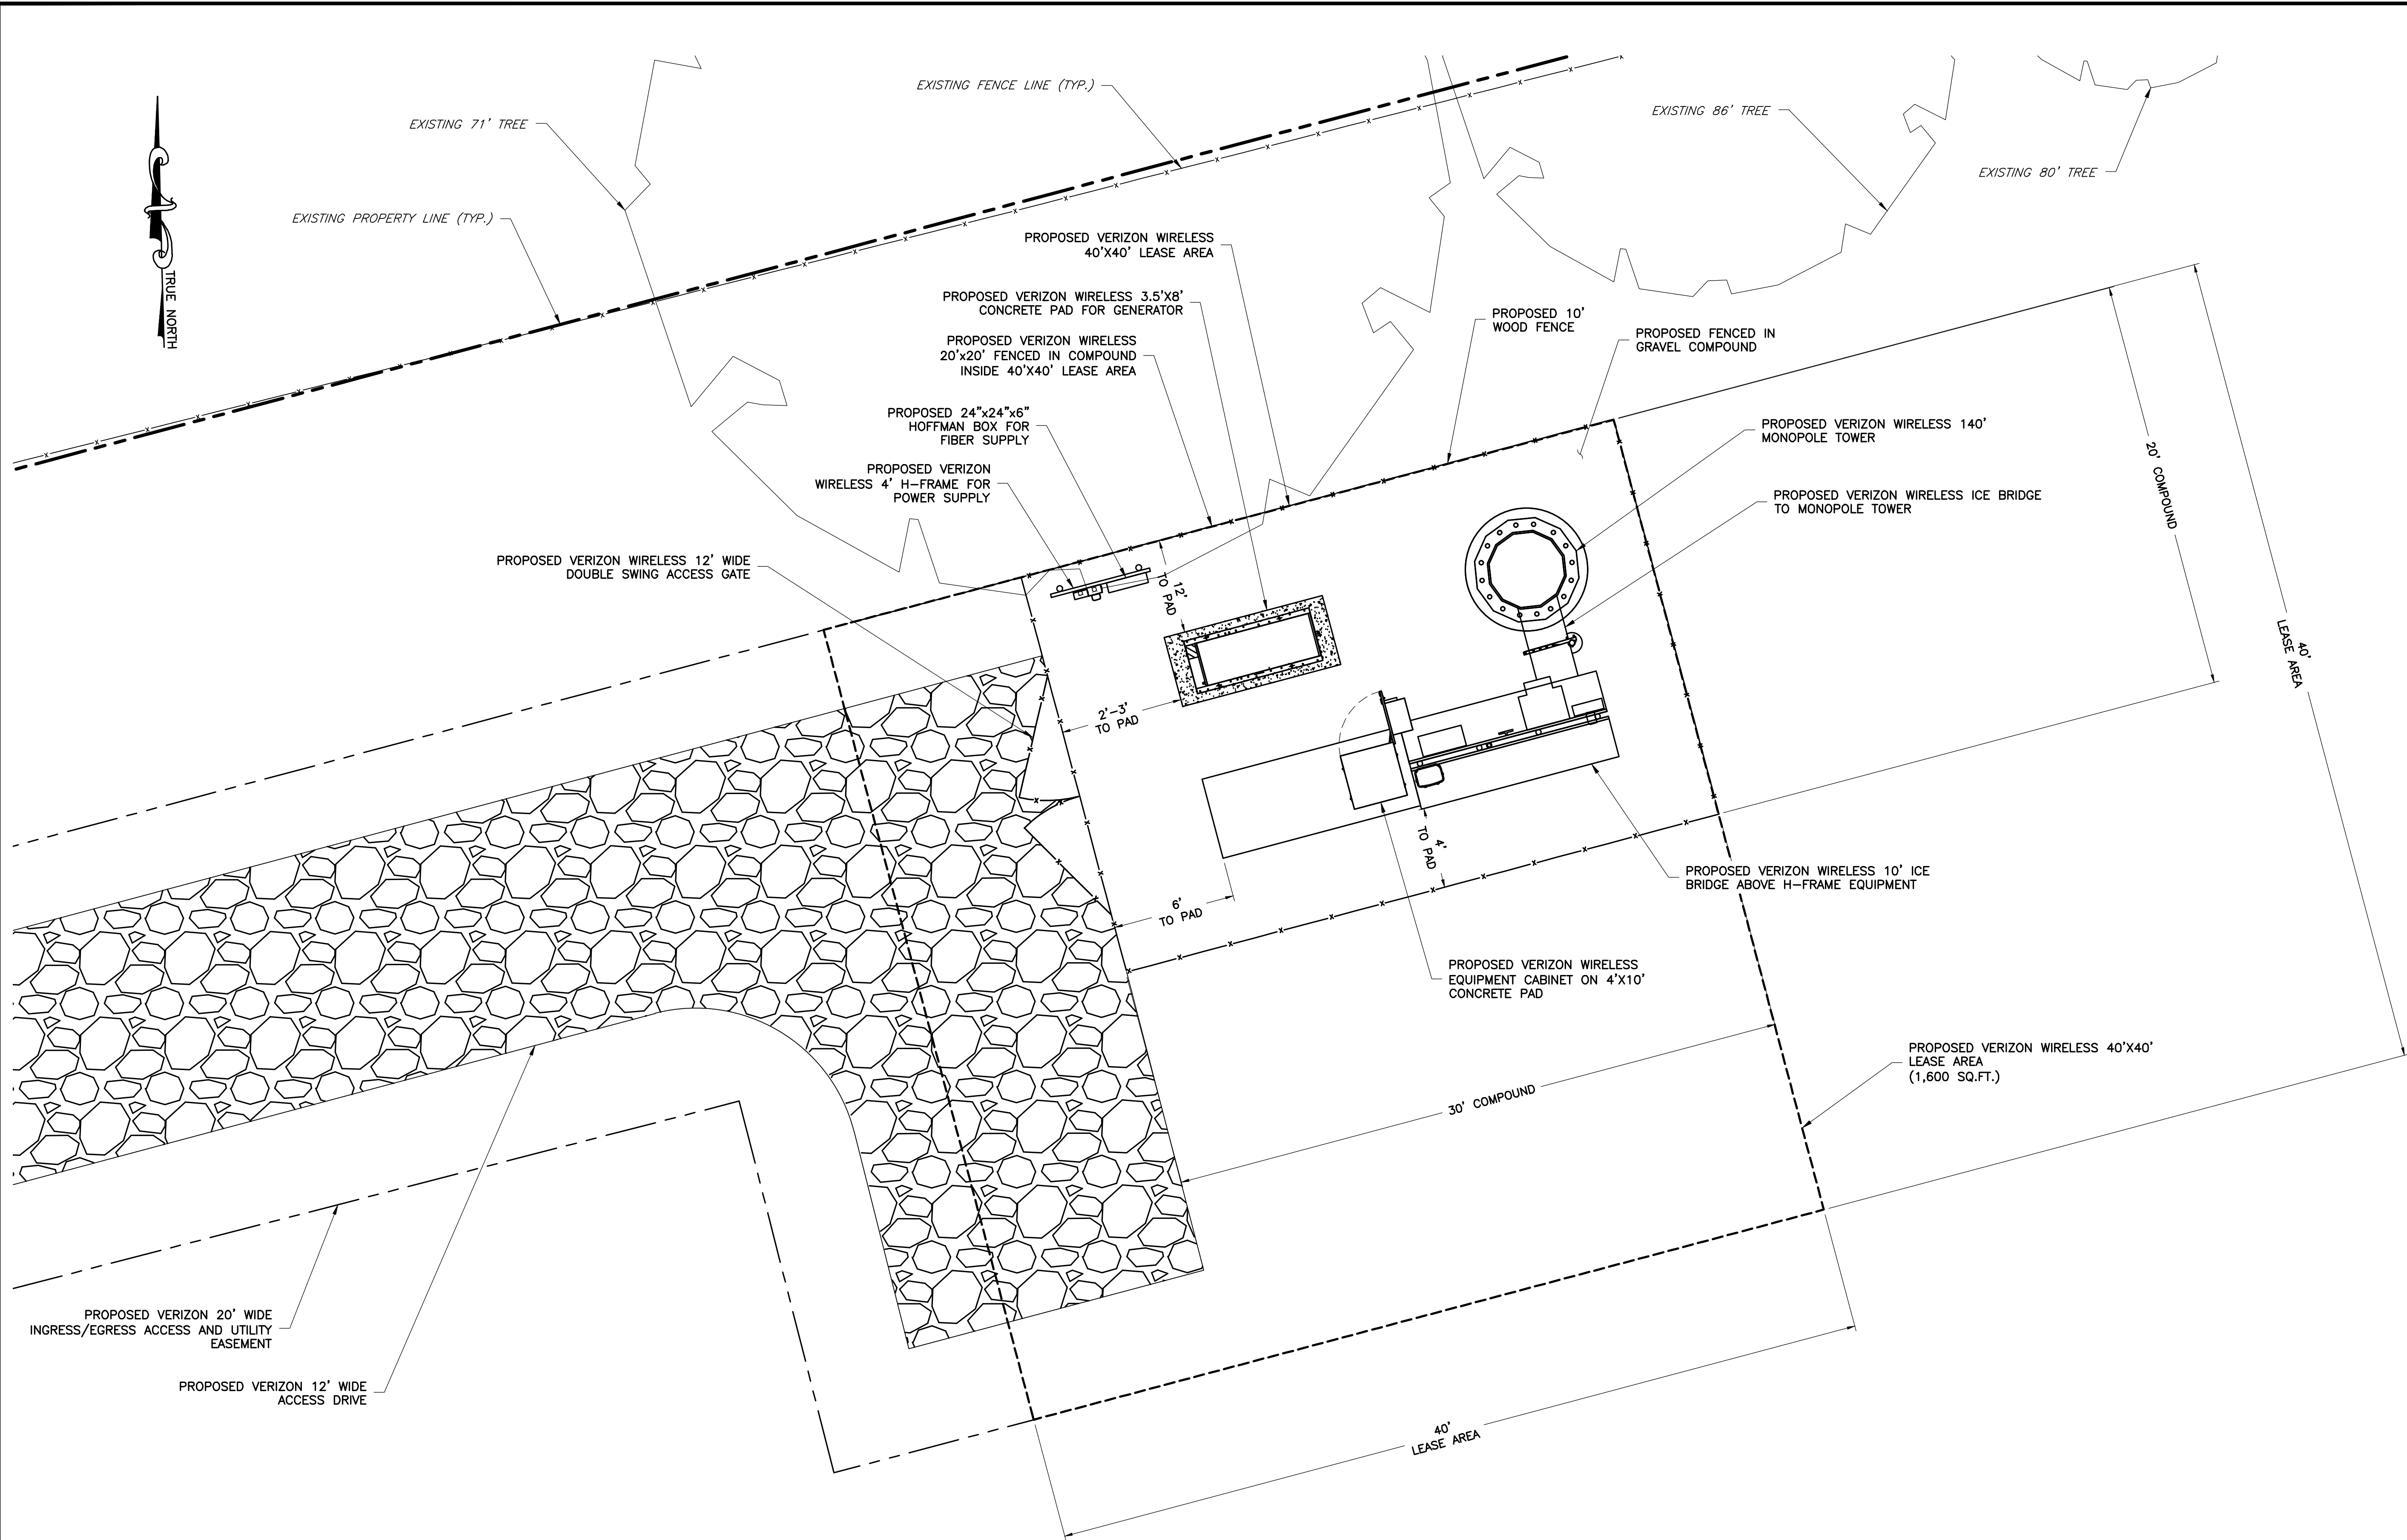 EXISTING FENCE LINE (TYP.)
EXISTING 71' TREE
EXISTING 86' TREE
EXISTING 80' TREE
EXISTING PROPERTY LINE (TYP.)
TRUE NORTH
PROPOSED VERIZON WIRELESS
40'X40' LEASE AREA
PROPOSED VERIZON WIRELESS 3.5'X8'
CONCRETE PAD FOR GENERATOR
PROPOSED 10'
WOOD FENCE
PROPOSED FENCED IN
GRAVEL COMPOUND
PROPOSED VERIZON WIRELESS
20'x20' FENCED IN COMPOUND
INSIDE 40'X40' LEASE AREA
PROPOSED 24"x24"x6"
HOFFMAN BOX FOR
FIBER SUPPLY
PROPOSED VERIZON WIRELESS 140'
MONOPOLE TOWER
PROPOSED VERIZON
WIRELESS 4' H-FRAME FOR
POWER SUPPLY
PROPOSED VERIZON WIRELESS ICE BRIDGE
TO MONOPOLE TOWER
20' COMPOUND
PROPOSED VERIZON WIRELESS 12' WIDE
DOUBLE SWING ACCESS GATE
12'
TO PAD
40'
LEASE AREA
2'-3'
TO PAD
4'
TO PAD
PROPOSED VERIZON WIRELESS 10' ICE
BRIDGE ABOVE H-FRAME EQUIPMENT
6'
TO PAD
PROPOSED VERIZON WIRELESS
EQUIPMENT CABINET ON 4'X10'
CONCRETE PAD
PROPOSED VERIZON WIRELESS 40'X40'
LEASE AREA
(1,600 SQ.FT.)
30' COMPOUND
PROPOSED VERIZON 20' WIDE
INGRESS/EGRESS ACCESS AND UTILITY
EASEMENT
PROPOSED VERIZON 12' WIDE
ACCESS DRIVE
40'
LEASE AREA